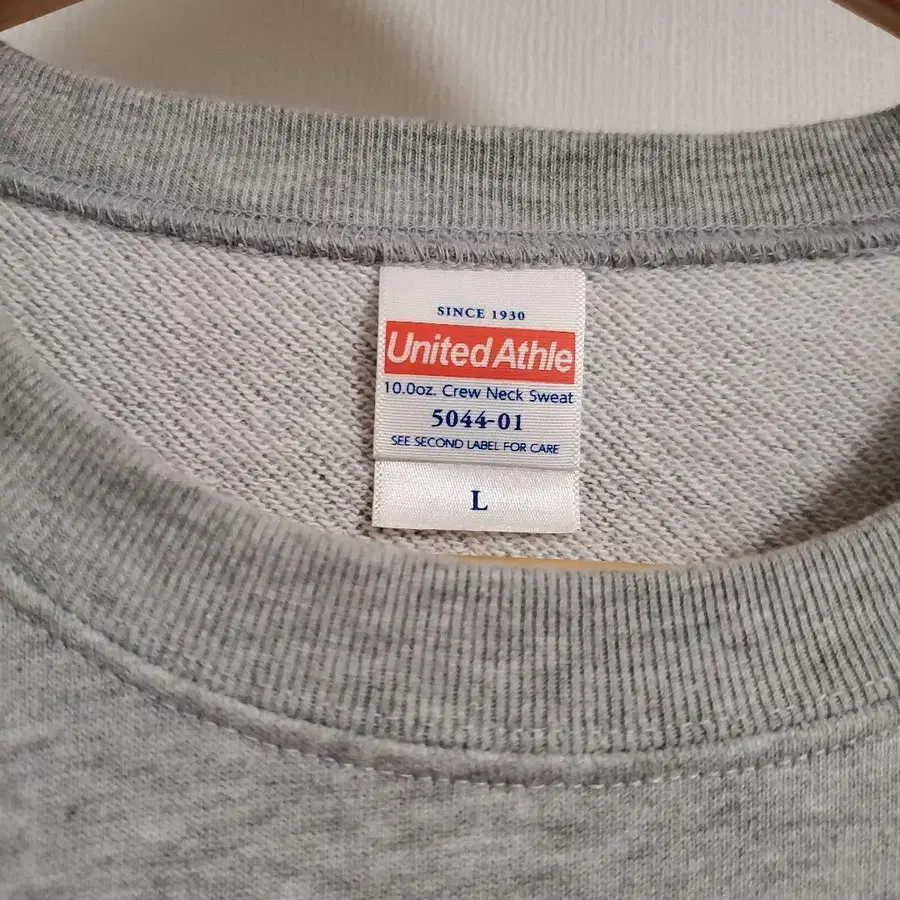 SINCE 1930
United Athle
10.0oz. Crew Neck Sweat
5044-01
SEE SECOND LABEL FOR CARE
L